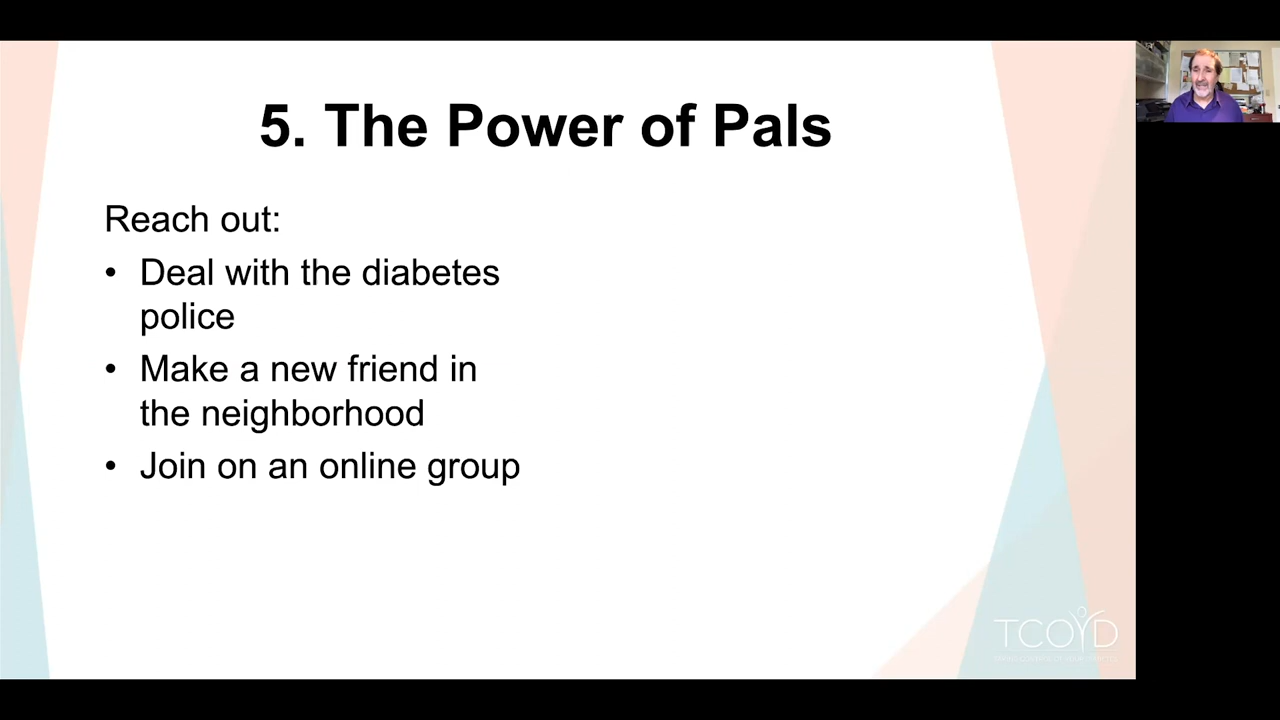 5. The Power of Pals
Reach out:
• Deal with the diabetes
police
• Make a new friend in
the neighborhood
• Join on an online group
TCOYD